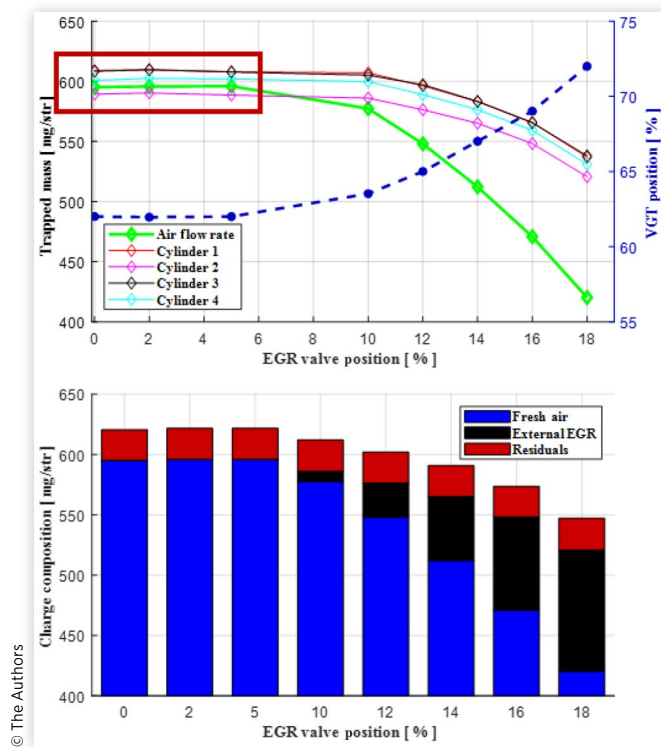 650
600
550
500
450
400
Trapped mass [ mg/str ]
75
70
65
60
55
VGT position [ % ]
Air flow rate
Cylinder 1
Cylinder 2
Cylinder 3
Cylinder 4
0 2 4 6 8 10 12 14 16 18
EGR valve position [ % ]
650
600
550
500
450
400
Charge composition [ mg/str ]
Fresh air
External EGR
Residuals
0 2 5 10 12 14 16 18
EGR valve position [ % ]
© The Authors